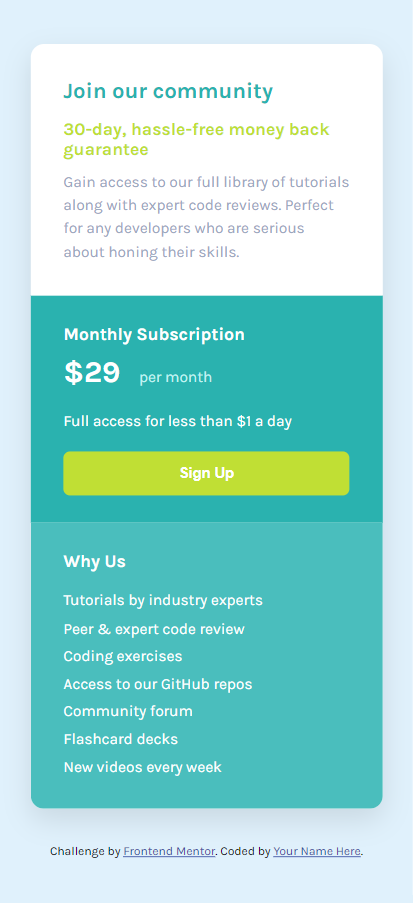 Join our community
30-day, hassle-free money back
guarantee
Gain access to our full library of tutorials
along with expert code reviews. Perfect
for any developers who are serious
about honing their skills.
Monthly Subscription
$29 per month
Full access for less than $1 a day
Sign Up
Why Us
Tutorials by industry experts
Peer & expert code review
Coding exercises
Access to our GitHub repos
Community forum
Flashcard decks
New videos every week
Challenge by Frontend Mentor. Coded by Your Name Here.